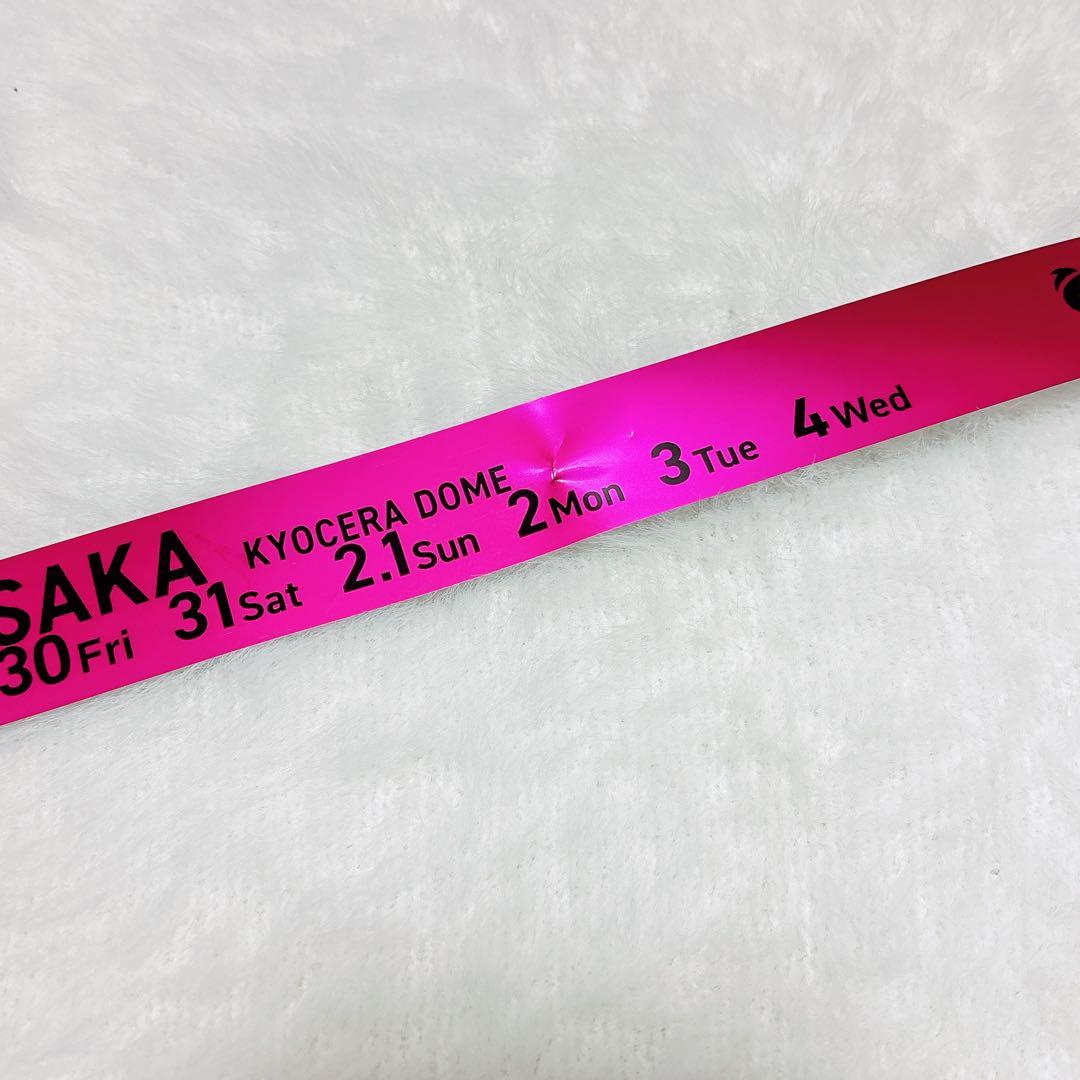 SAKA KYOCERA DOME
30Fri 31Sat 2.1Sun 2Mon 3Tue 4Wed